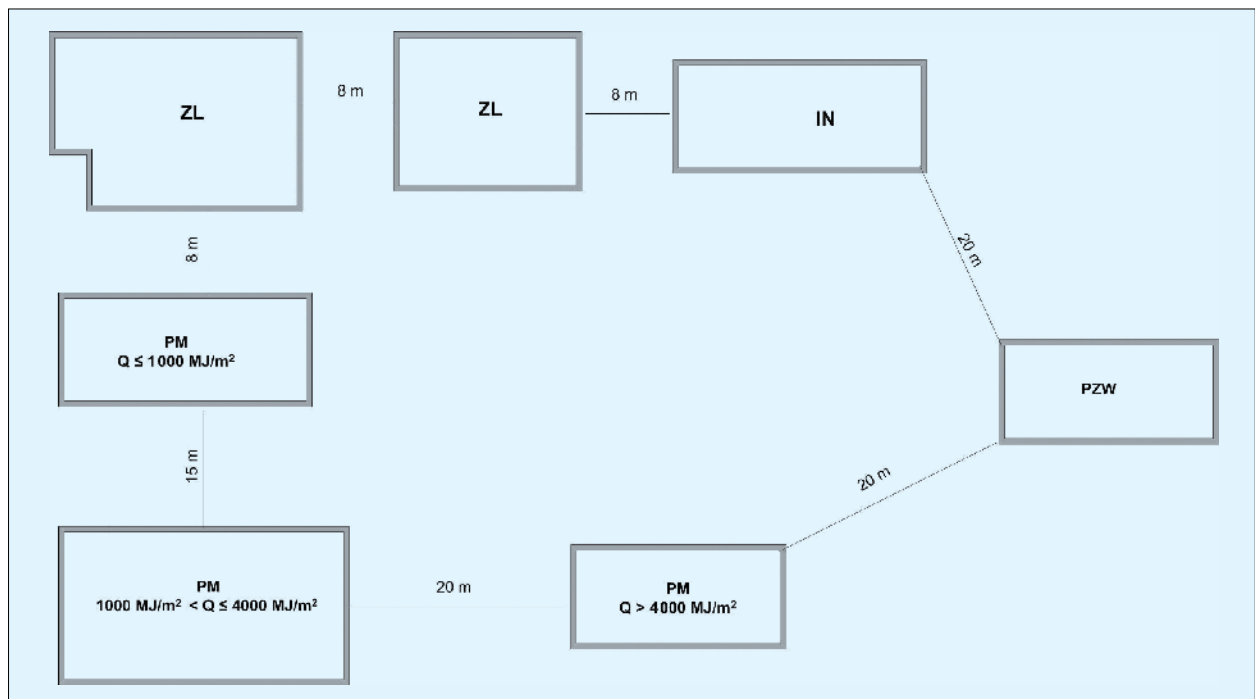 ZL
8 m
ZL
8 m
IN
8 m
20 m
PM
Q ≤ 1000 MJ/m²
PZW
15 m
20 m
PM
1000 MJ/m² < Q ≤ 4000 MJ/m²
20 m
PM
Q > 4000 MJ/m²